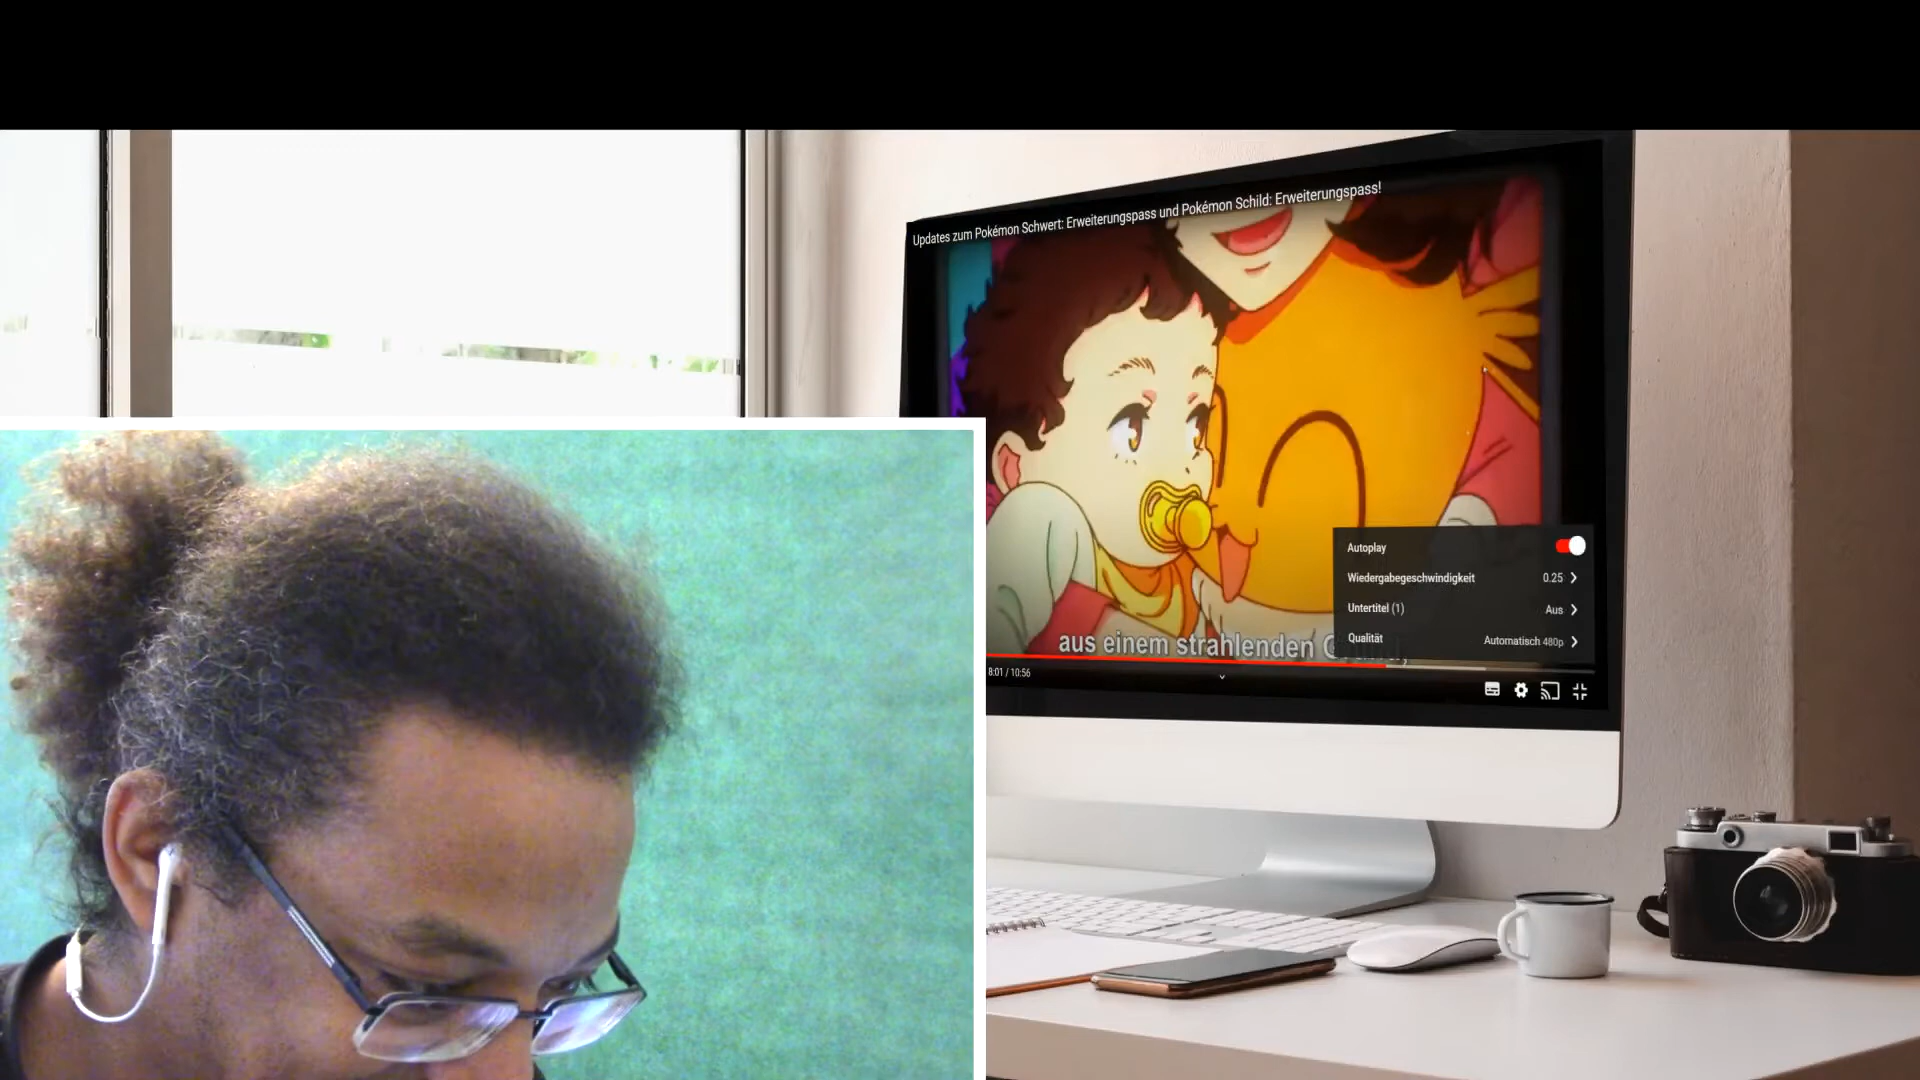 Updates zum Pokémon Schwert: Erweiterungspass und Pokémon Schild: Erweiterungspass!
Autoplay
Wiedergabegeschwindigkeit 0.25
Untertitel (1) Aus
Qualität Automatisch 480p
aus einem strahlenden
8:01 / 10:56